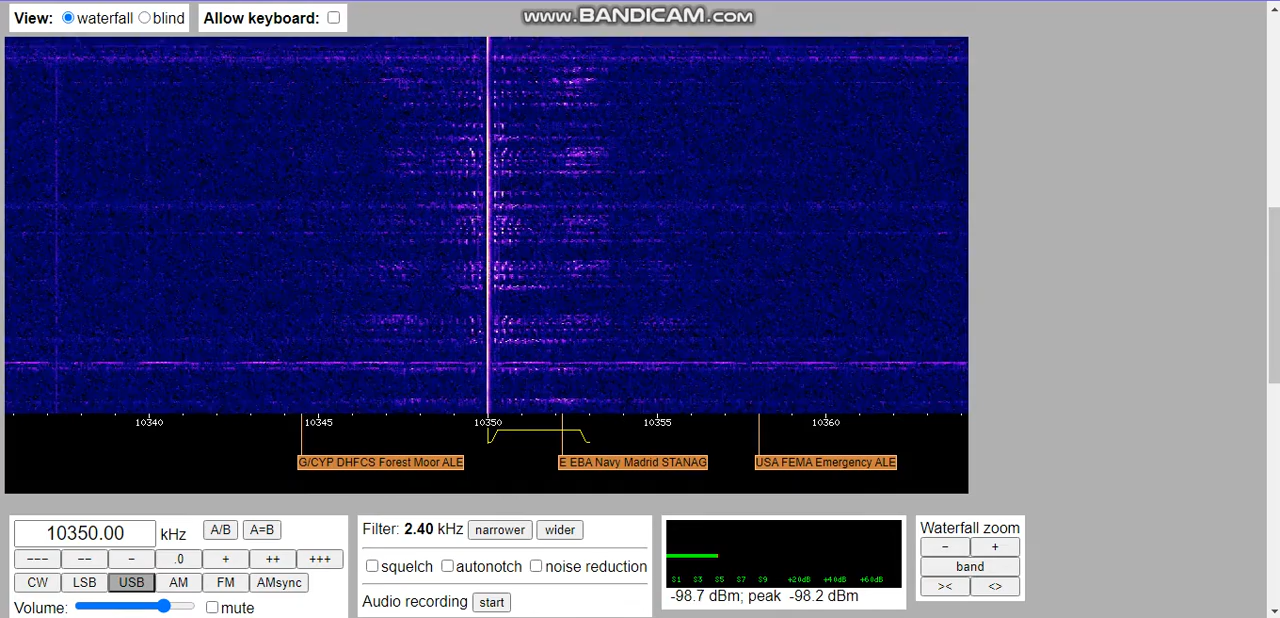 View: waterfall blind Allow keyboard:
www.BANDICAM.com
10340 10345 10350 10355 10360
G/CYP DHFCS Forest Moor ALE E EBA Navy Madrid STANAG USA FEMA Emergency ALE
10350.00 kHz A/B A=B
--- -- - .0 + ++ +++
CW LSB USB AM FM AMsync
Volume: mute
Filter: 2.40 kHz narrower wider
squelch autonotch noise reduction
Audio recording start
S1 S3 S5 S7 S9 +20dB +40dB +60dB
-98.7 dBm; peak -98.2 dBm
Waterfall zoom
- +
band
>< <>